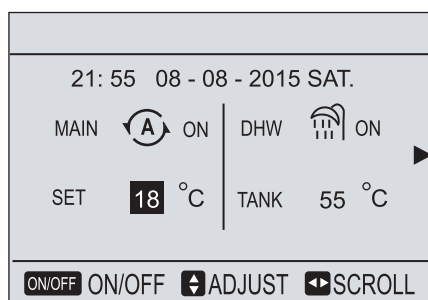 21: 55 08 - 08 - 2015 SAT.
MAIN A ON DHW ON
SET 18 °C TANK 55 °C
ON/OFF ON/OFF ADJUST SCROLL